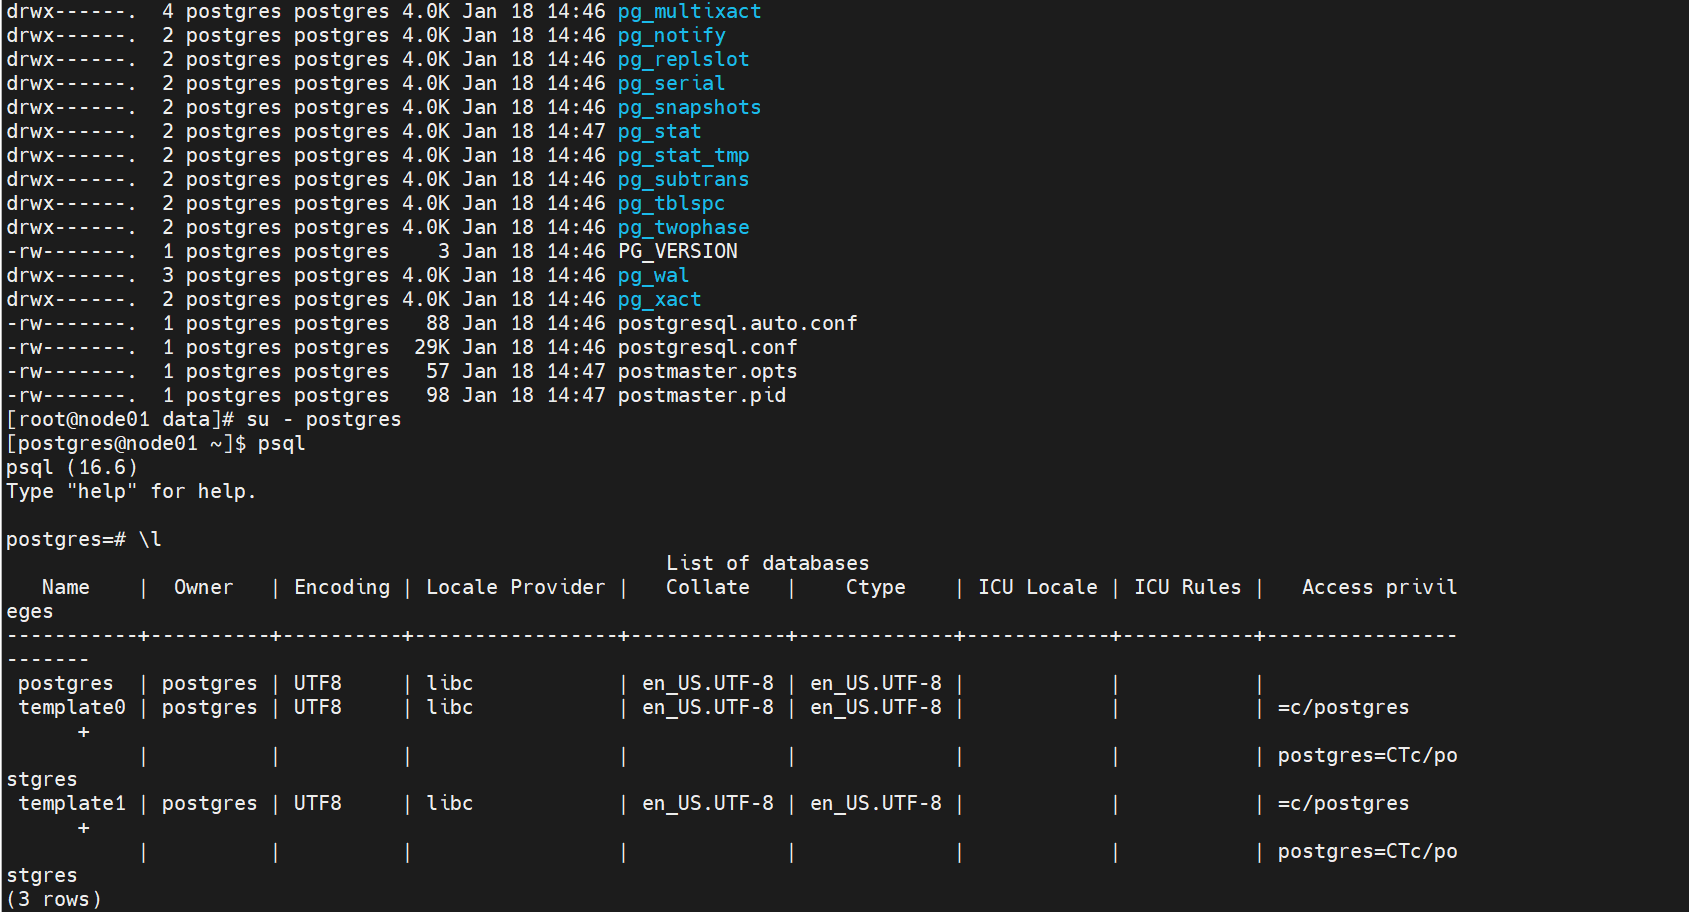 drwx------.  4 postgres postgres 4.0K Jan 18 14:46 pg_multixact
drwx------.  2 postgres postgres 4.0K Jan 18 14:46 pg_notify
drwx------.  2 postgres postgres 4.0K Jan 18 14:46 pg_replslot
drwx------.  2 postgres postgres 4.0K Jan 18 14:46 pg_serial
drwx------.  2 postgres postgres 4.0K Jan 18 14:46 pg_snapshots
drwx------.  2 postgres postgres 4.0K Jan 18 14:47 pg_stat
drwx------.  2 postgres postgres 4.0K Jan 18 14:46 pg_stat_tmp
drwx------.  2 postgres postgres 4.0K Jan 18 14:46 pg_subtrans
drwx------.  2 postgres postgres 4.0K Jan 18 14:46 pg_tblspc
drwx------.  2 postgres postgres 4.0K Jan 18 14:46 pg_twophase
-rw-------.  1 postgres postgres    3 Jan 18 14:46 PG_VERSION
drwx------.  3 postgres postgres 4.0K Jan 18 14:46 pg_wal
drwx------.  2 postgres postgres 4.0K Jan 18 14:46 pg_xact
-rw-------.  1 postgres postgres   88 Jan 18 14:46 postgresql.auto.conf
-rw-------.  1 postgres postgres  29K Jan 18 14:46 postgresql.conf
-rw-------.  1 postgres postgres   57 Jan 18 14:47 postmaster.opts
-rw-------.  1 postgres postgres   98 Jan 18 14:47 postmaster.pid
[root@node01 data]# su - postgres
[postgres@node01 ~]$ psql
psql (16.6)
Type "help" for help.

postgres=# \l
                                                       List of databases
   Name    |  Owner   | Encoding | Locale Provider |   Collate   |    Ctype    | ICU Locale | ICU Rules |   Access privil
eges
-----------+----------+----------+-----------------+-------------+-------------+------------+-----------+----------------
-------
 postgres  | postgres | UTF8     | libc            | en_US.UTF-8 | en_US.UTF-8 |            |           |
 template0 | postgres | UTF8     | libc            | en_US.UTF-8 | en_US.UTF-8 |            |           | =c/postgres
      +
           |          |          |                 |             |             |            |           | postgres=CTc/po
stgres
 template1 | postgres | UTF8     | libc            | en_US.UTF-8 | en_US.UTF-8 |            |           | =c/postgres
      +
           |          |          |                 |             |             |            |           | postgres=CTc/po
stgres
(3 rows)